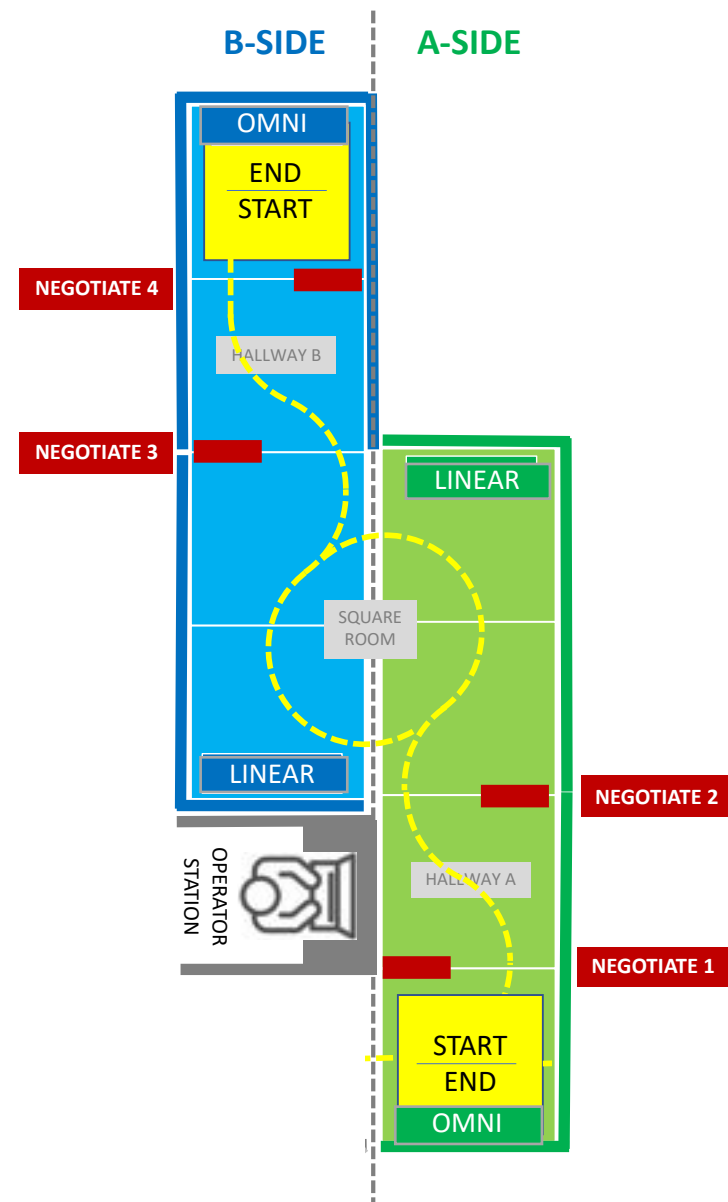 B-SIDE
A-SIDE
OMNI
END
START
NEGOTIATE 4
HALLWAY B
NEGOTIATE 3
LINEAR
SQUARE
ROOM
LINEAR
NEGOTIATE 2
OPERATOR
STATION
HALLWAY A
NEGOTIATE 1
START
END
OMNI